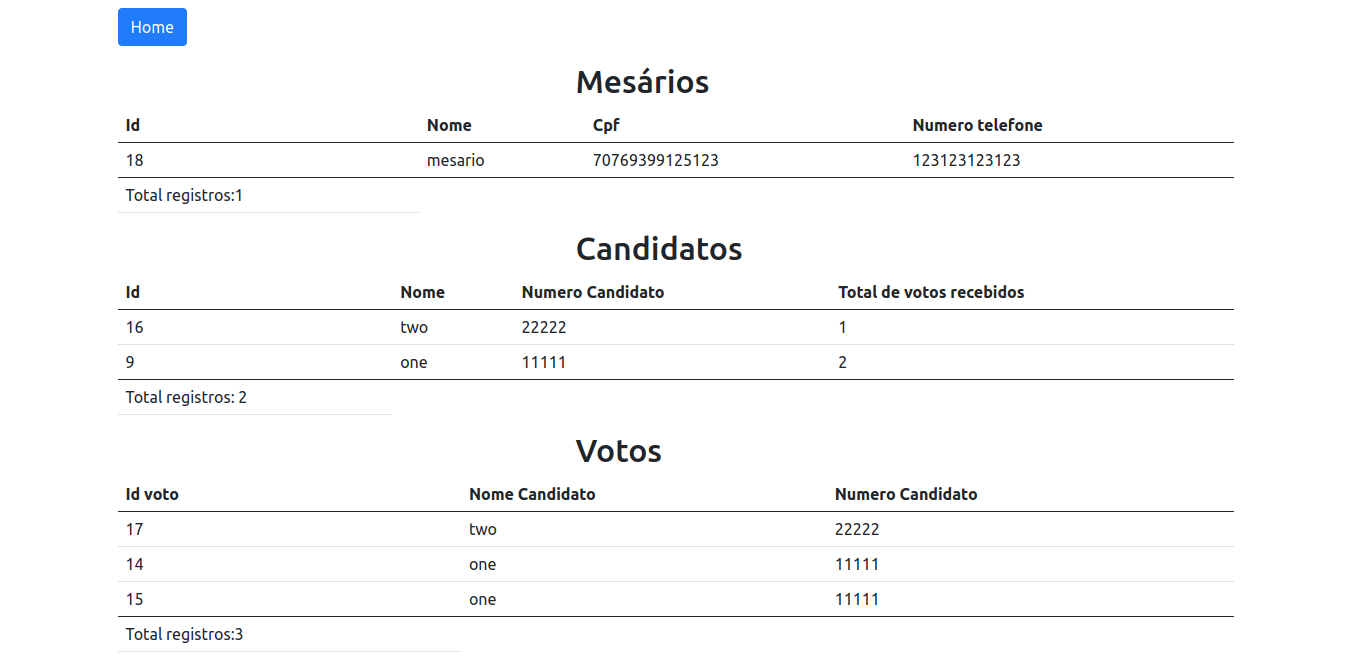 Home
Mesários
Id Nome Cpf Numero telefone
18 mesario 70769399125123 123123123123
Total registros:1
Candidatos
Id Nome Numero Candidato Total de votos recebidos
16 two 22222 1
9 one 11111 2
Total registros: 2
Votos
Id voto Nome Candidato Numero Candidato
17 two 22222
14 one 11111
15 one 11111
Total registros:3